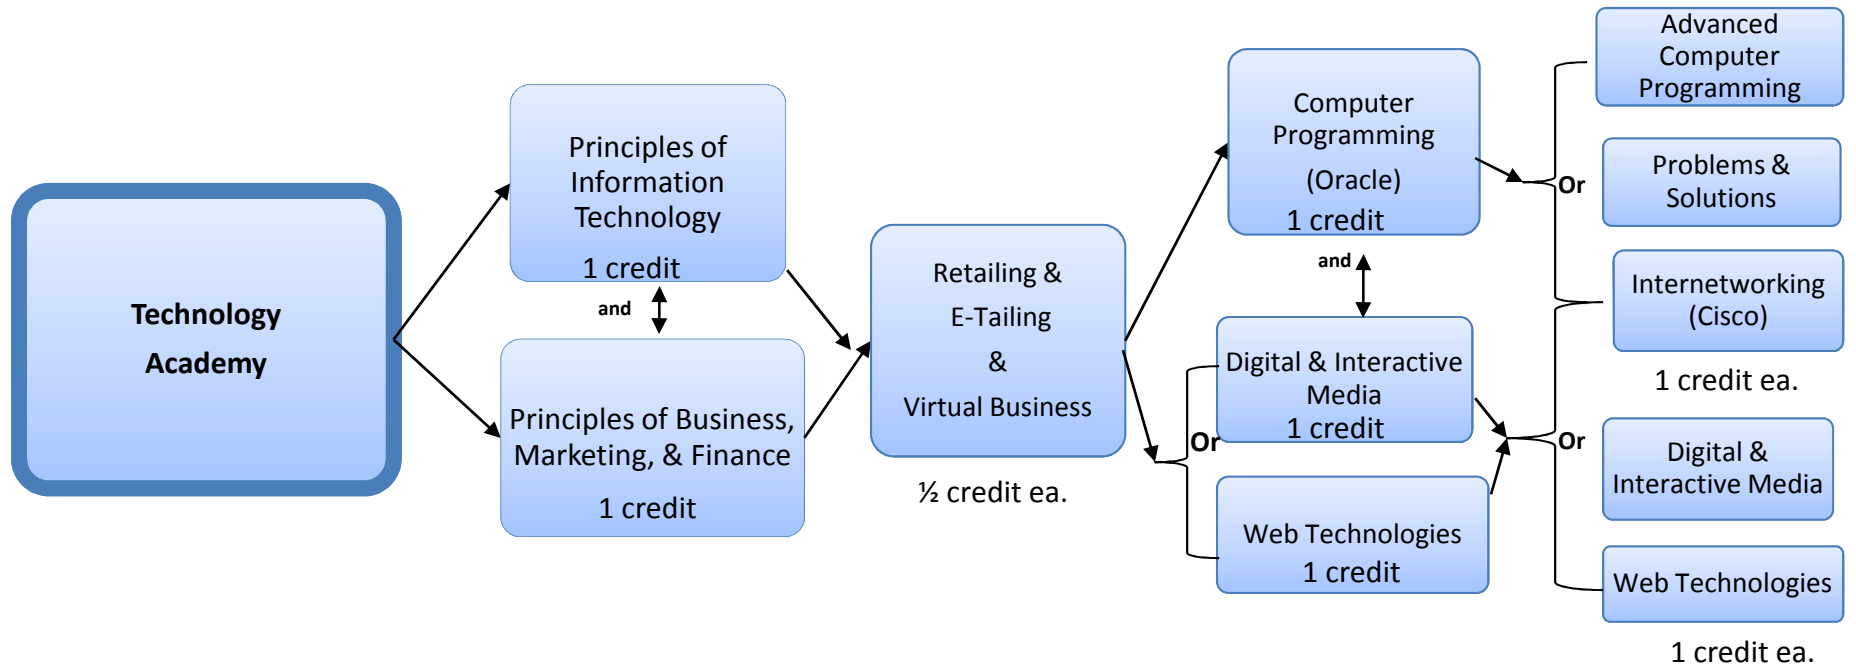 Technology
Academy
Principles of
Information
Technology
1 credit
and
Principles of Business,
Marketing, & Finance
1 credit
Retailing &
E-Tailing
&
Virtual Business
½ credit ea.
Computer
Programming
(Oracle)
1 credit
and
Digital & Interactive
Media
1 credit
Or
Web Technologies
1 credit
Advanced
Computer
Programming
Or
Problems &
Solutions
Internetworking
(Cisco)
1 credit ea.
Or
Digital &
Interactive Media
Web Technologies
1 credit ea.